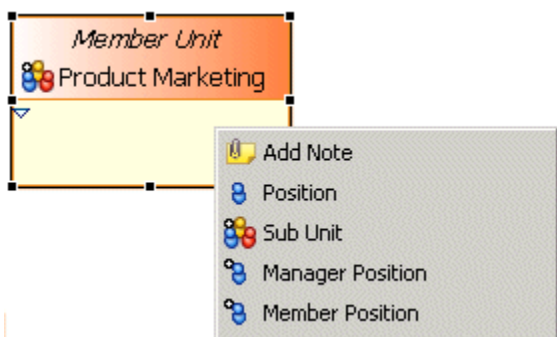 Member Unit
Product Marketing
Add Note
Position
Sub Unit
Manager Position
Member Position